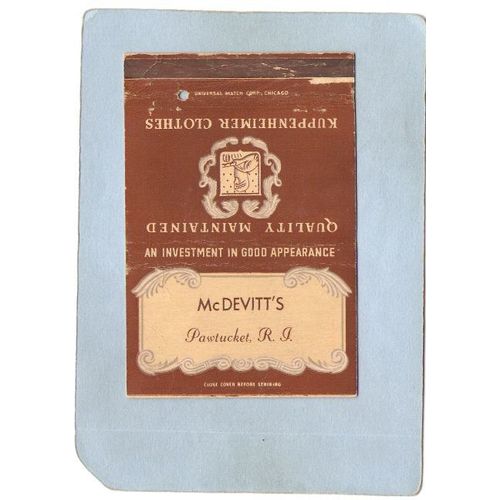 UNIVERSAL MATCH CORP., CHICAGO
KUPPENHEIMER CLOTHES
QUALITY MAINTAINED
AN INVESTMENT IN GOOD APPEARANCE
McDEVITT'S
Pawtucket, R. I.
CLOSE COVER BEFORE STRIKING